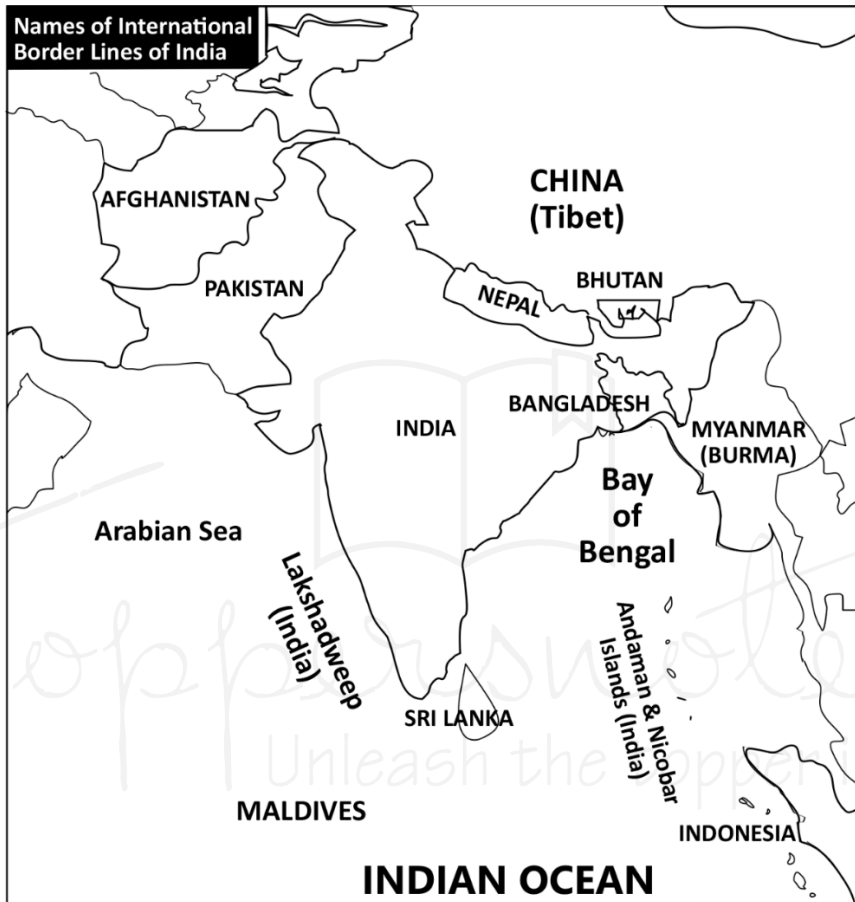 Names of International
Border Lines of India
CHINA
(Tibet)
AFGHANISTAN
PAKISTAN
NEPAL
BHUTAN
INDIA
BANGLADESH
MYANMAR
(BURMA)
Bay
of
Bengal
Arabian Sea
Lakshadweep
(India)
Andaman & Nicobar
Islands (India)
SRI LANKA
Unleash the topper i
MALDIVES
INDONESIA
INDIAN OCEAN